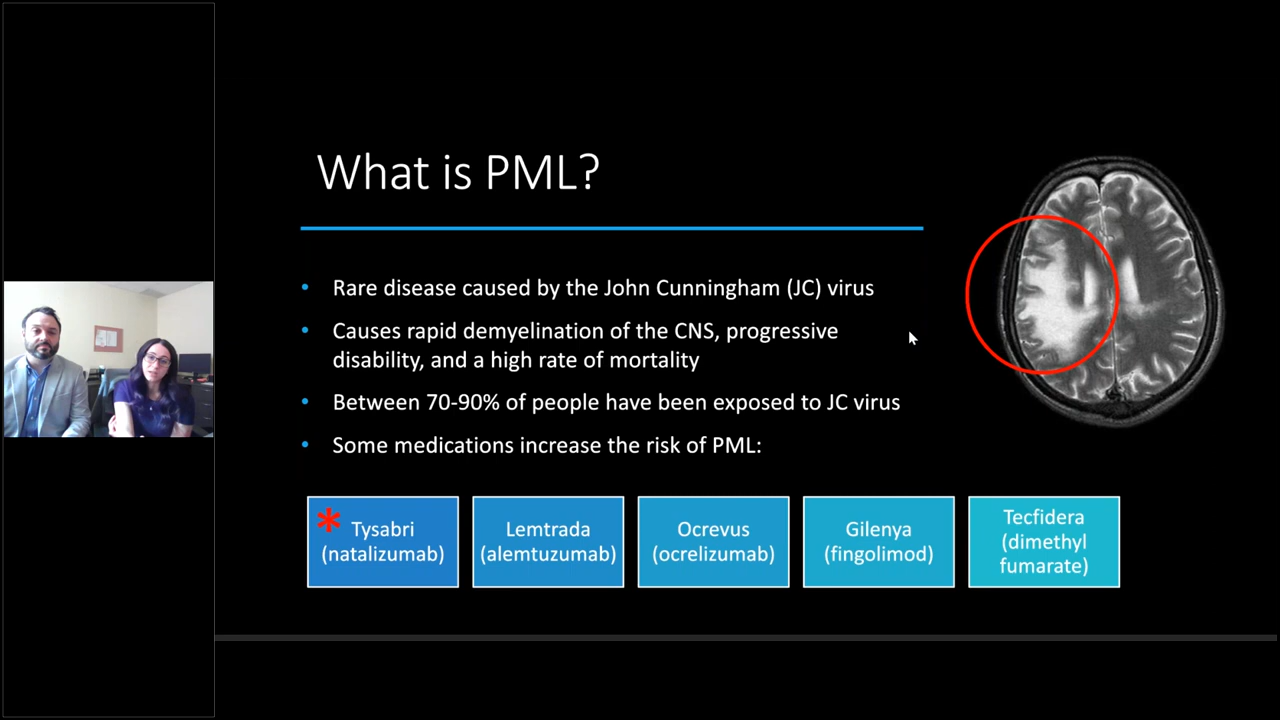 What is PML?
• Rare disease caused by the John Cunningham (JC) virus
• Causes rapid demyelination of the CNS, progressive
disability, and a high rate of mortality
• Between 70-90% of people have been exposed to JC virus
• Some medications increase the risk of PML:
* Tysabri
(natalizumab)
Lemtrada
(alemtuzumab)
Ocrevus
(ocrelizumab)
Gilenya
(fingolimod)
Tecfidera
(dimethyl
fumarate)